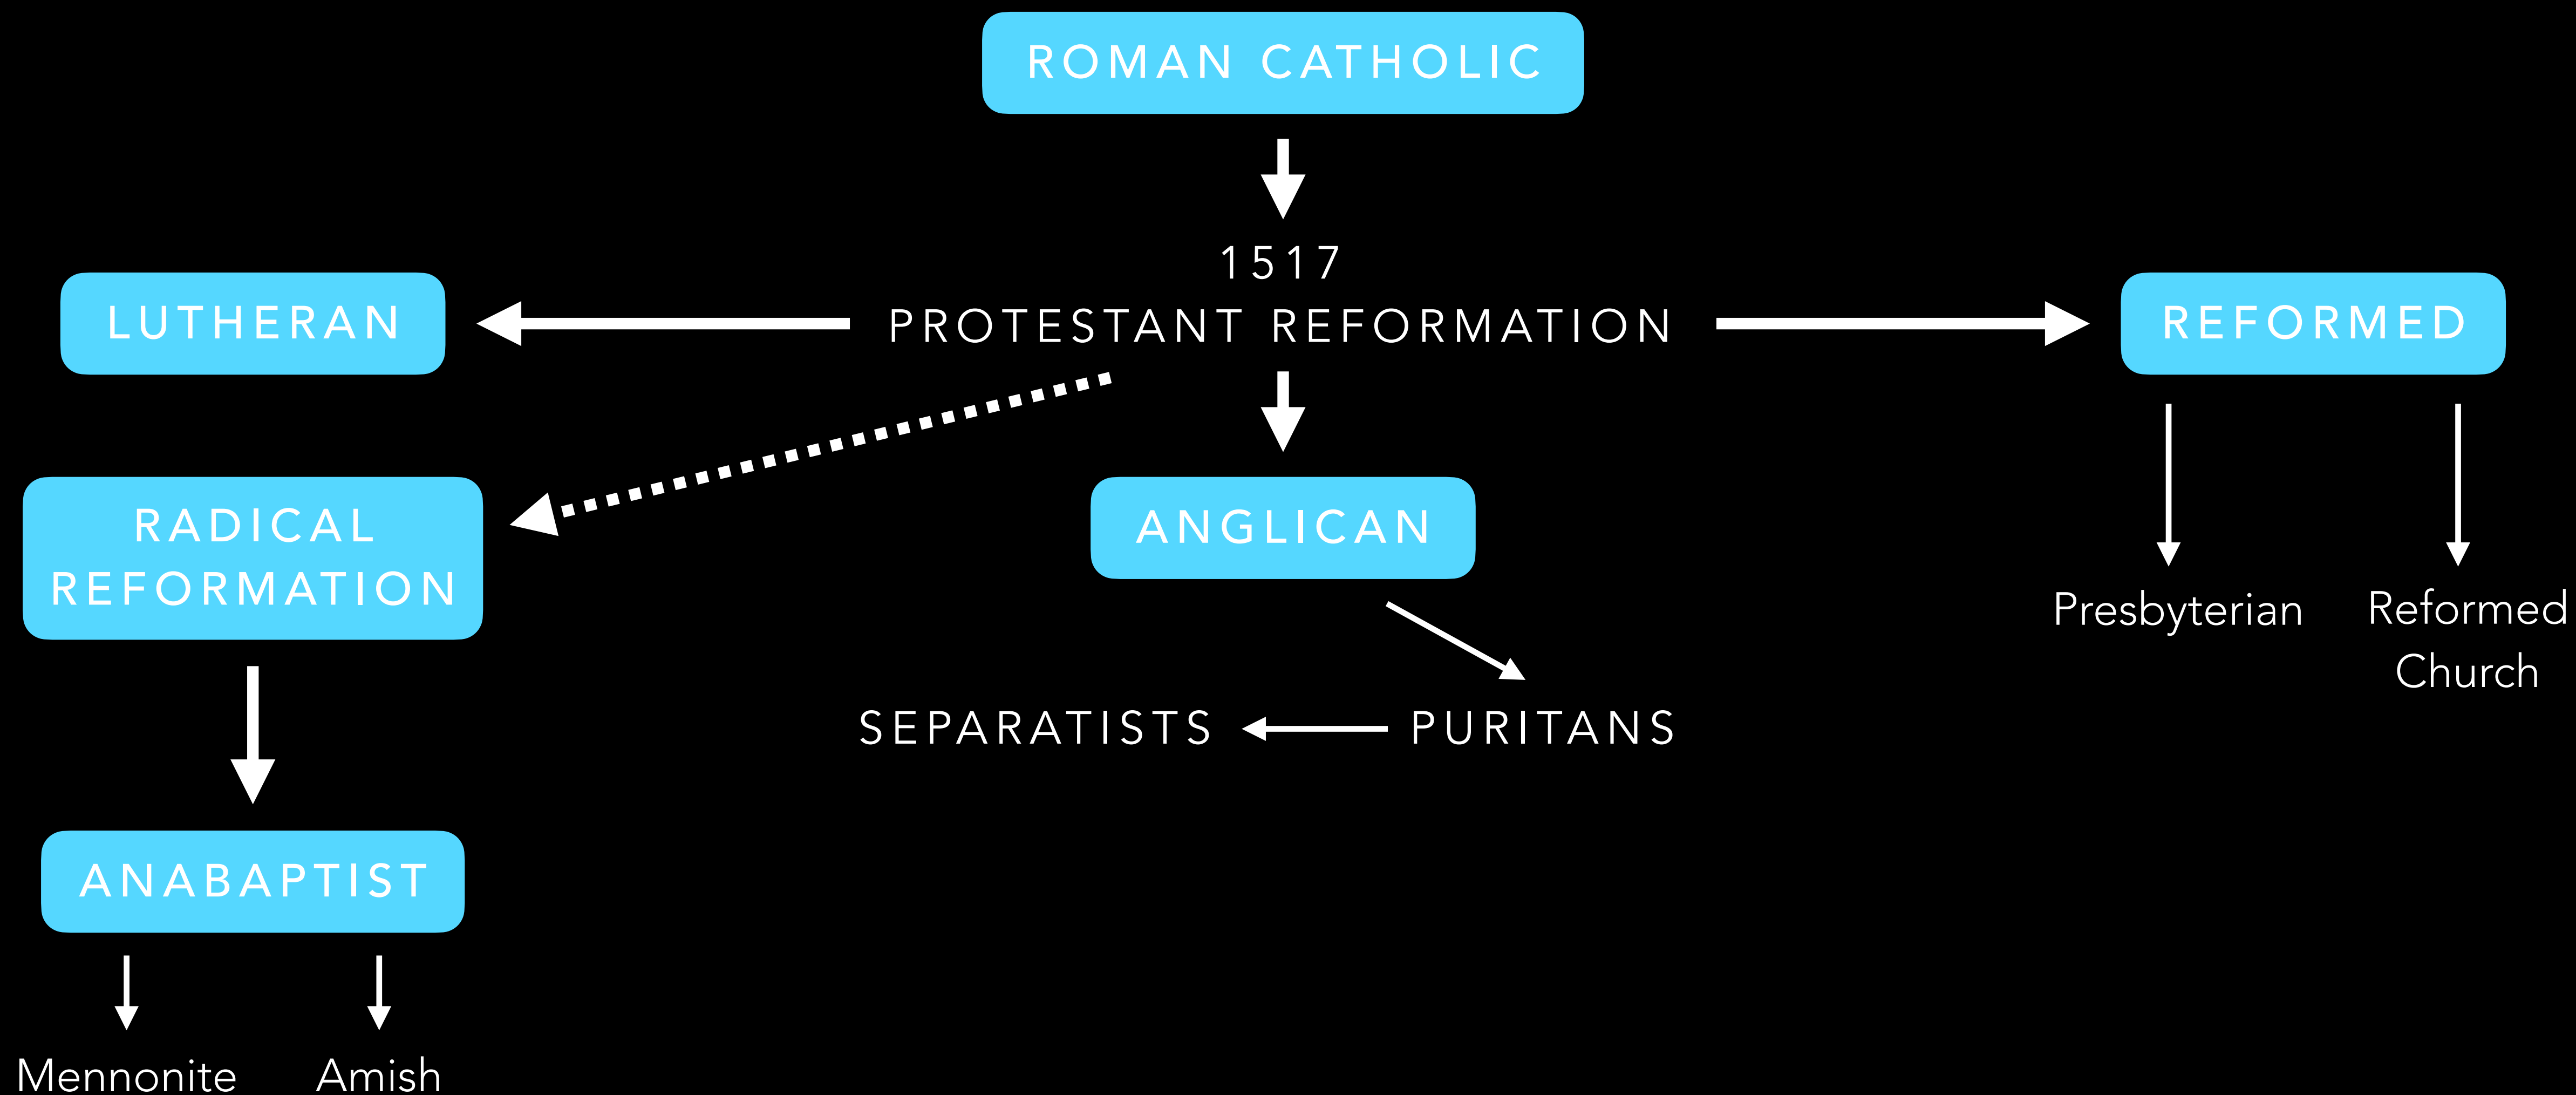 ROMAN CATHOLIC
1517
PROTESTANT REFORMATION
LUTHERAN
REFORMED
RADICAL
REFORMATION
ANGLICAN
Presbyterian
Reformed
Church
SEPARATISTS
PURITANS
ANABAPTIST
Mennonite
Amish